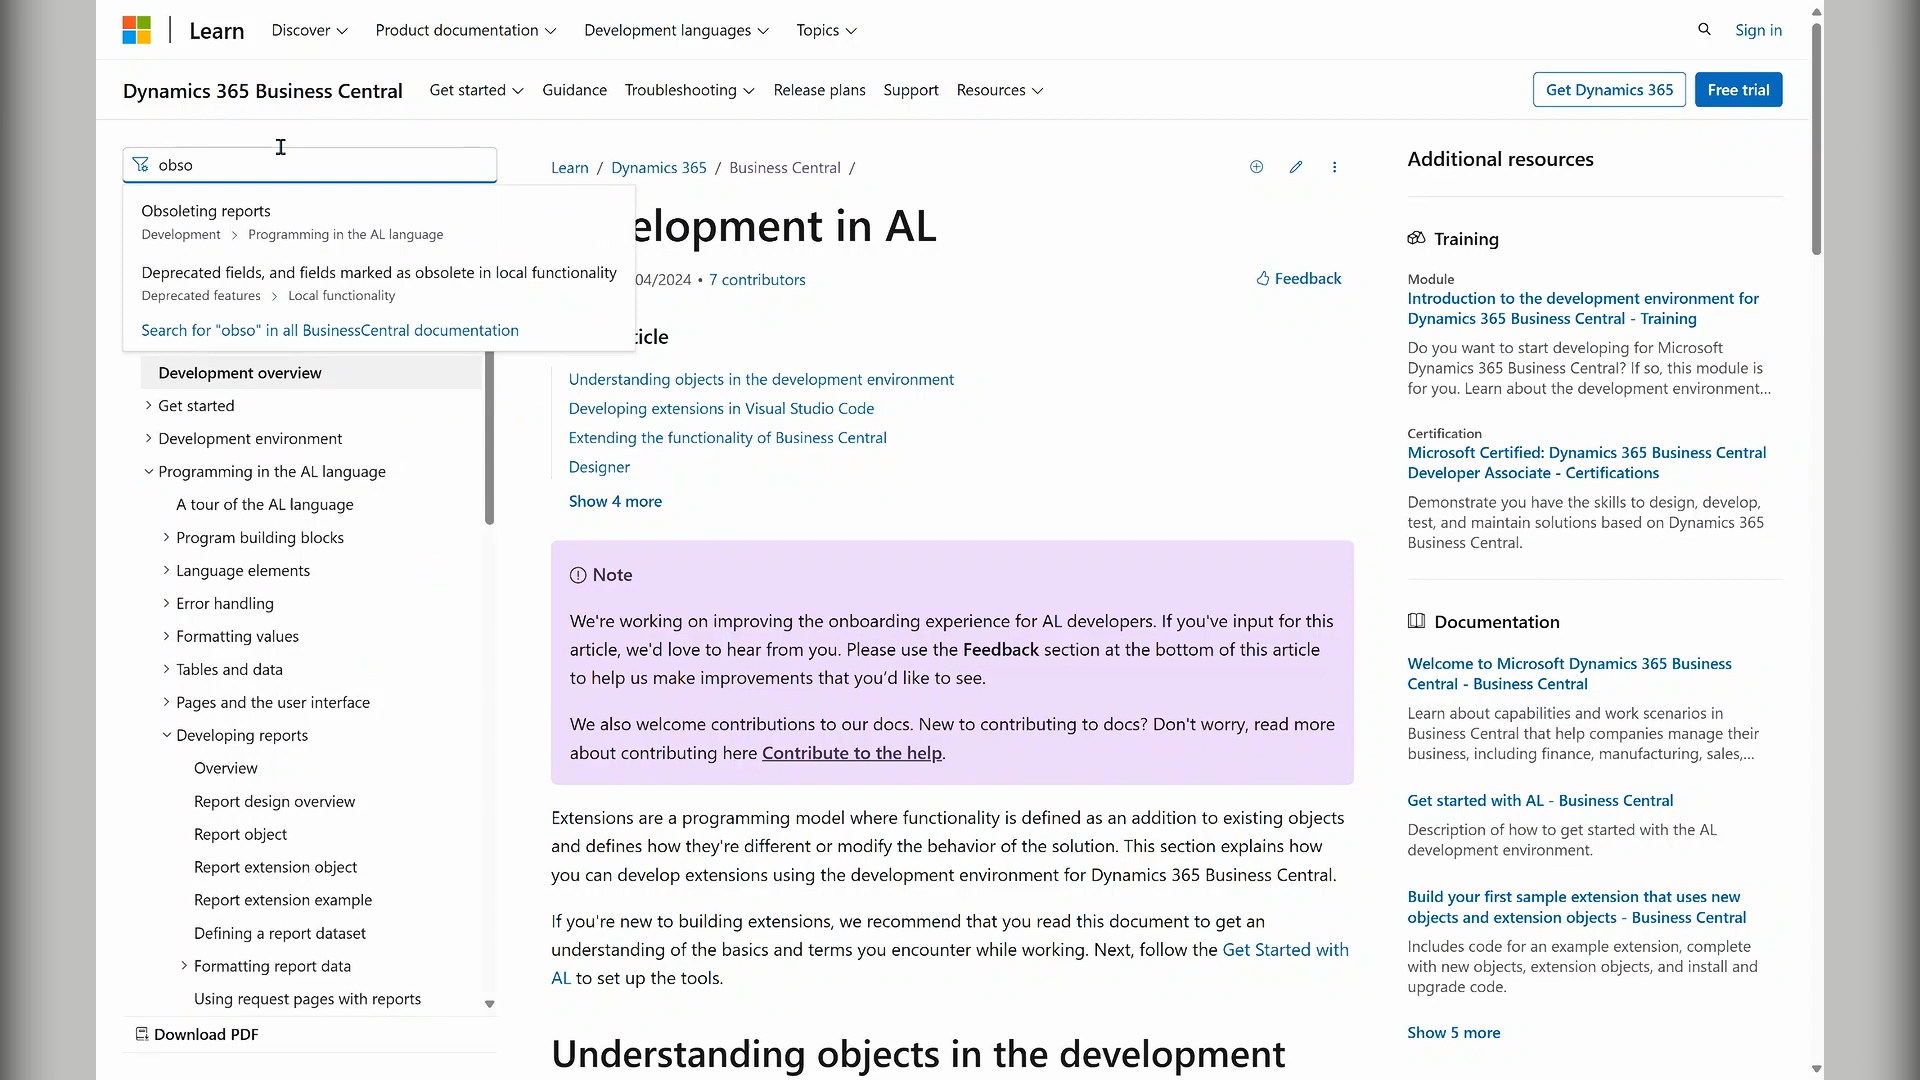 Learn
Discover
Product documentation
Development languages
Topics
Sign in
Dynamics 365 Business Central
Get started
Guidance
Troubleshooting
Release plans
Support
Resources
Get Dynamics 365
Free trial
obso
Obsoleting reports
Development > Programming in the AL language
Deprecated fields, and fields marked as obsolete in local functionality
Deprecated features > Local functionality
Search for "obso" in all BusinessCentral documentation
Development overview
Get started
Development environment
Programming in the AL language
A tour of the AL language
Program building blocks
Language elements
Error handling
Formatting values
Tables and data
Pages and the user interface
Developing reports
Overview
Report design overview
Report object
Report extension object
Report extension example
Defining a report dataset
Formatting report data
Using request pages with reports
Download PDF
Learn / Dynamics 365 / Business Central /
elopment in AL
04/2024 • 7 contributors
Feedback
ticle
Understanding objects in the development environment
Developing extensions in Visual Studio Code
Extending the functionality of Business Central
Designer
Show 4 more
Note
We're working on improving the onboarding experience for AL developers. If you've input for this
article, we'd love to hear from you. Please use the Feedback section at the bottom of this article
to help us make improvements that you'd like to see.
We also welcome contributions to our docs. New to contributing to docs? Don't worry, read more
about contributing here Contribute to the help.
Extensions are a programming model where functionality is defined as an addition to existing objects
and defines how they're different or modify the behavior of the solution. This section explains how
you can develop extensions using the development environment for Dynamics 365 Business Central.
If you're new to building extensions, we recommend that you read this document to get an
understanding of the basics and terms you encounter while working. Next, follow the Get Started with
AL to set up the tools.
Understanding objects in the development
Additional resources
Training
Module
Introduction to the development environment for
Dynamics 365 Business Central - Training
Do you want to start developing for Microsoft
Dynamics 365 Business Central? If so, this module is
for you. Learn about the development environment...
Certification
Microsoft Certified: Dynamics 365 Business Central
Developer Associate - Certifications
Demonstrate you have the skills to design, develop,
test, and maintain solutions based on Dynamics 365
Business Central.
Documentation
Welcome to Microsoft Dynamics 365 Business
Central - Business Central
Learn about capabilities and work scenarios in
Business Central that help companies manage their
business, including finance, manufacturing, sales,...
Get started with AL - Business Central
Description of how to get started with the AL
development environment.
Build your first sample extension that uses new
objects and extension objects - Business Central
Includes code for an example extension, complete
with new objects, extension objects, and install and
upgrade code.
Show 5 more